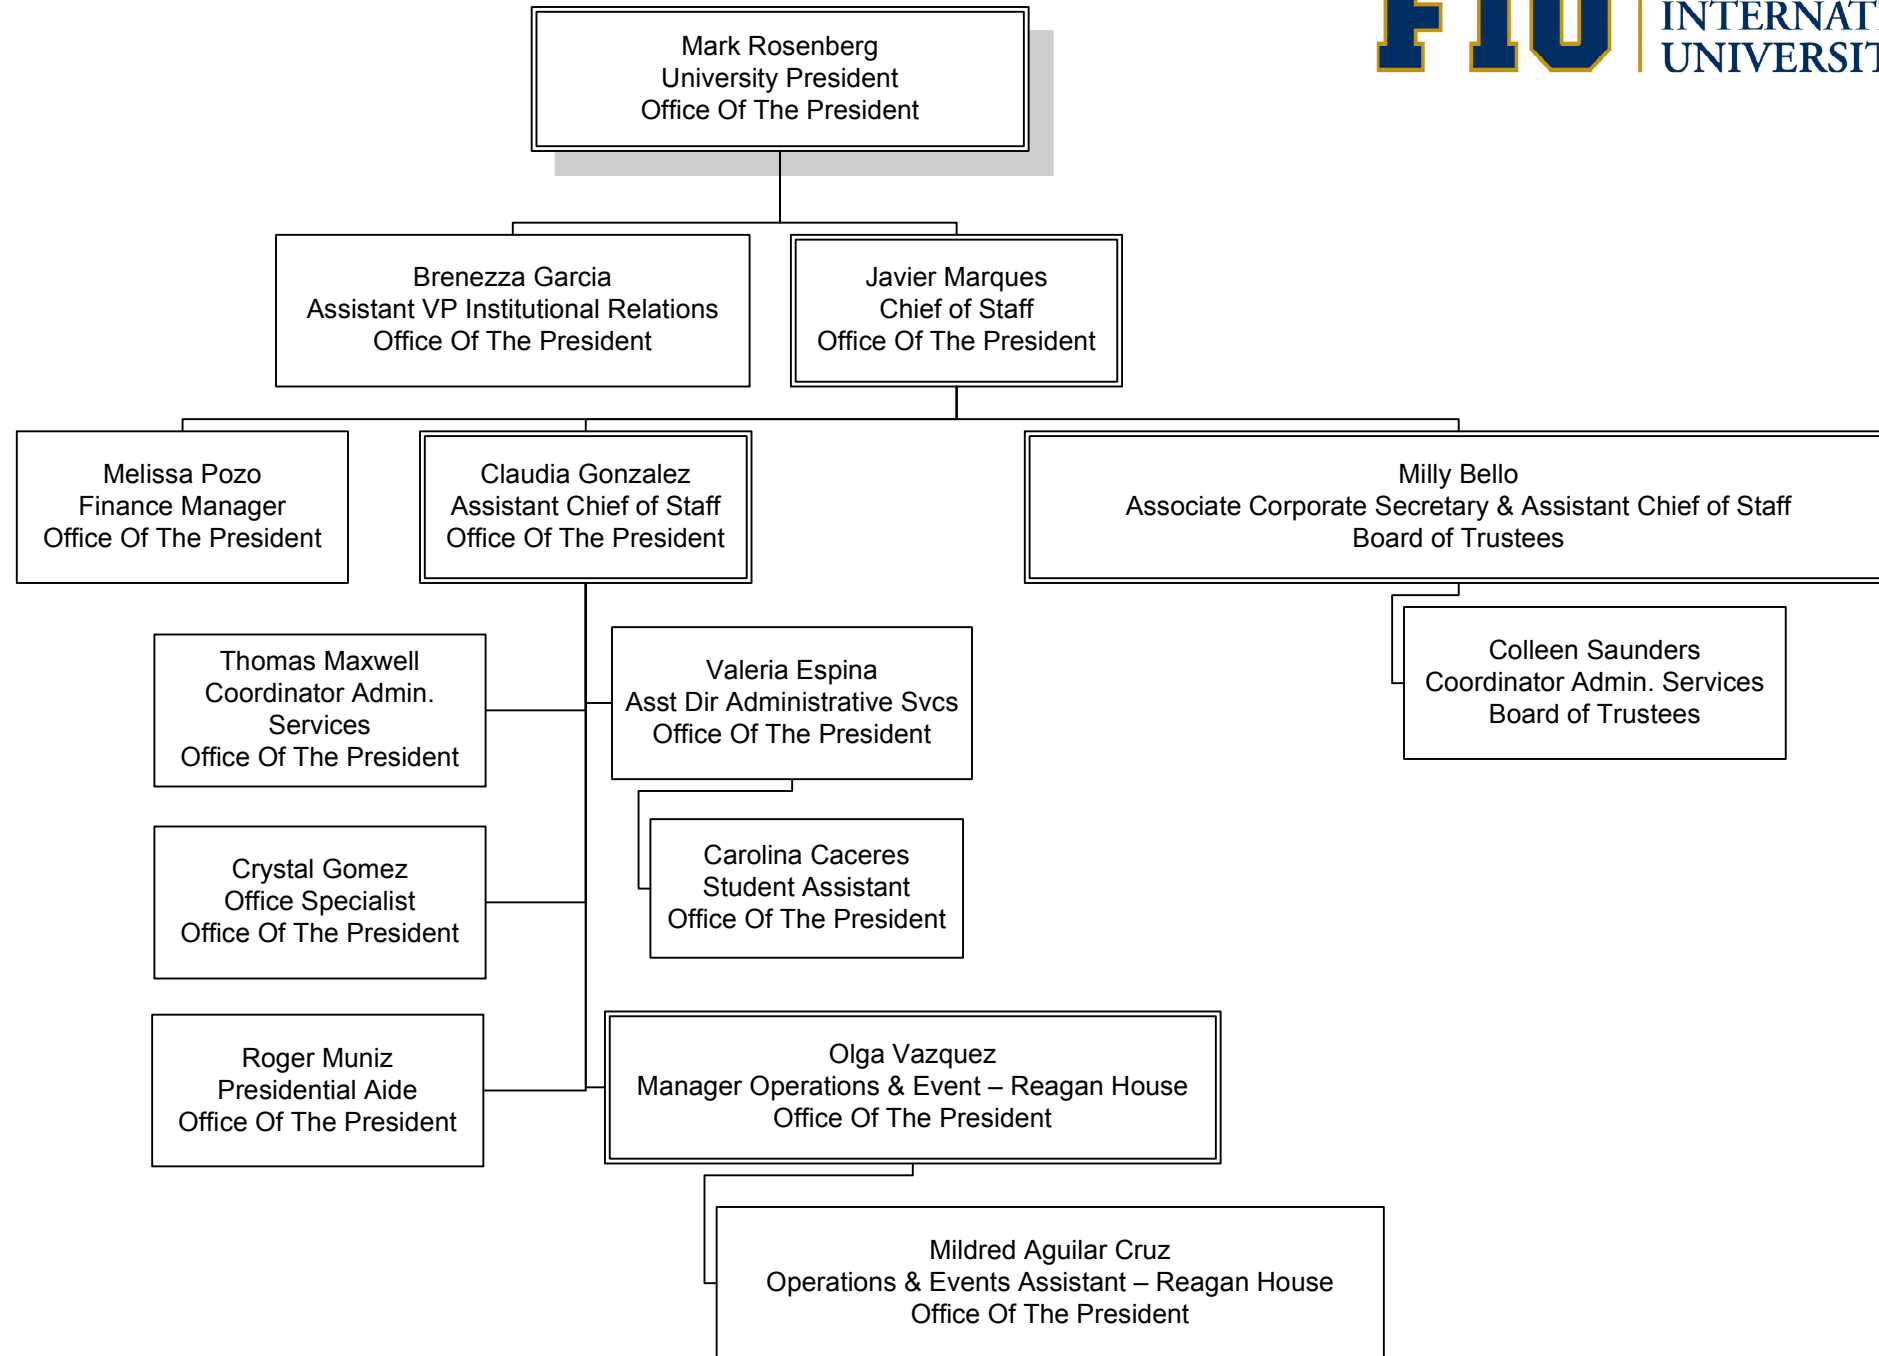 FIU
Mark Rosenberg
University President
Office Of The President
Brenezza Garcia
Assistant VP Institutional Relations
Office Of The President
Javier Marques
Chief of Staff
Office Of The President
Melissa Pozo
Finance Manager
Office Of The President
Claudia Gonzalez
Assistant Chief of Staff
Office Of The President
Milly Bello
Associate Corporate Secretary & Assistant Chief of Staff
Board of Trustees
Thomas Maxwell
Coordinator Admin.
Services
Office Of The President
Valeria Espina
Asst Dir Administrative Svcs
Office Of The President
Colleen Saunders
Coordinator Admin. Services
Board of Trustees
Crystal Gomez
Office Specialist
Office Of The President
Carolina Caceres
Student Assistant
Office Of The President
Roger Muniz
Presidential Aide
Office Of The President
Olga Vazquez
Manager Operations & Event – Reagan House
Office Of The President
Mildred Aguilar Cruz
Operations & Events Assistant – Reagan House
Office Of The President